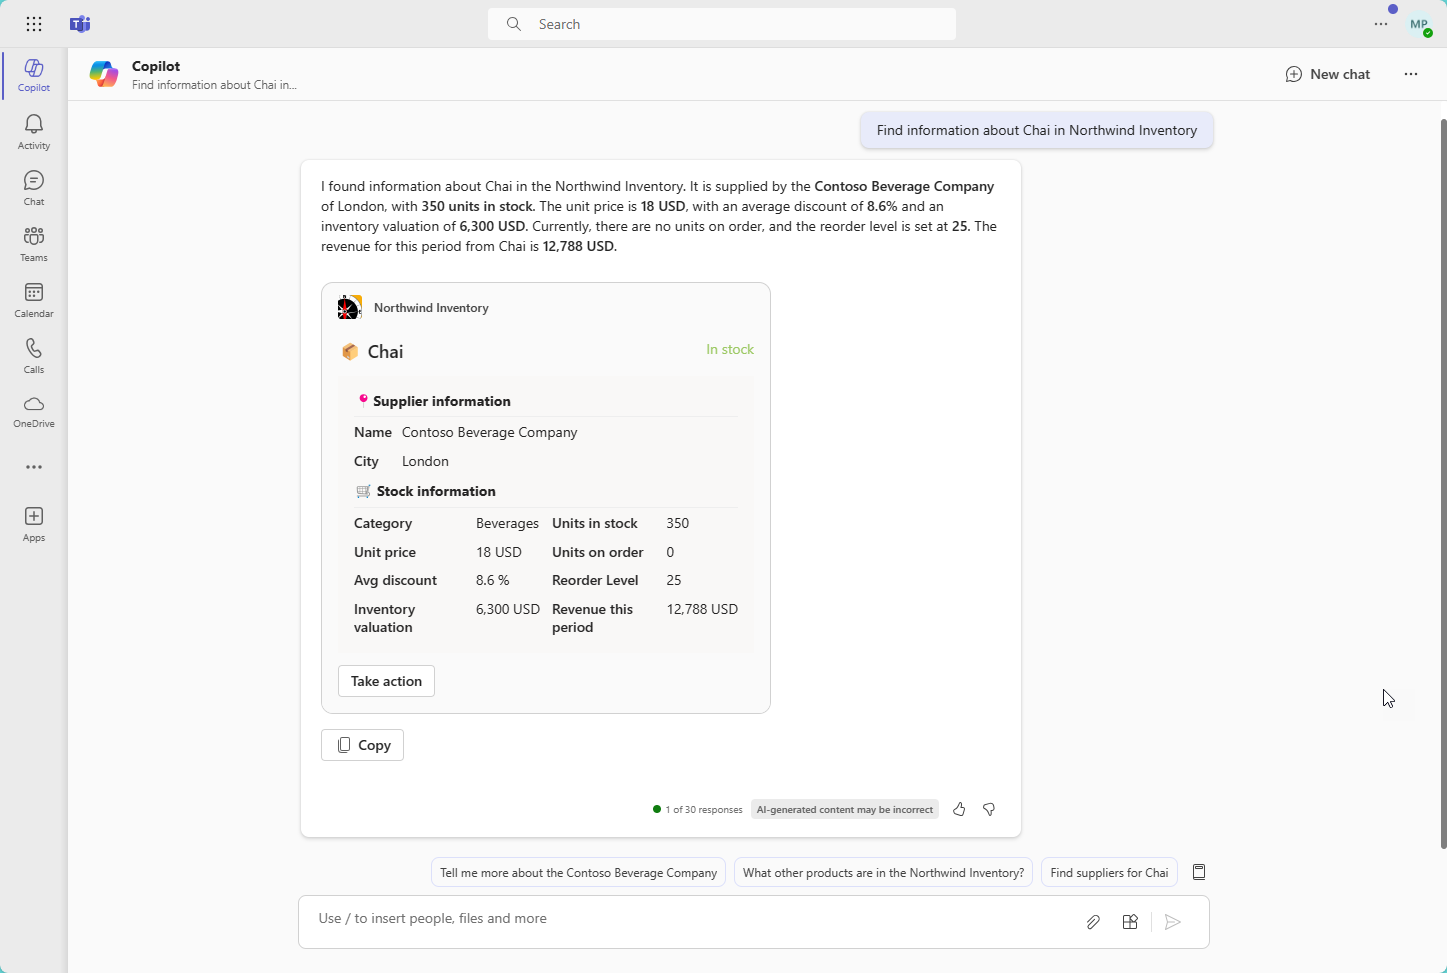 Search
MP
Copilot
Find information about Chai in...
New chat
Copilot
Activity
Chat
Teams
Calendar
Calls
OneDrive
Apps
Find information about Chai in Northwind Inventory
I found information about Chai in the Northwind Inventory. It is supplied by the Contoso Beverage Company
of London, with 350 units in stock. The unit price is 18 USD, with an average discount of 8.6% and an
inventory valuation of 6,300 USD. Currently, there are no units on order, and the reorder level is set at 25. The
revenue for this period from Chai is 12,788 USD.
Northwind Inventory
Chai
In stock
Supplier information
Name Contoso Beverage Company
City London
Stock information
Category Beverages Units in stock 350
Unit price 18 USD Units on order 0
Avg discount 8.6 % Reorder Level 25
Inventory 6,300 USD Revenue this 12,788 USD
valuation period
Take action
Copy
1 of 30 responses AI-generated content may be incorrect
Tell me more about the Contoso Beverage Company What other products are in the Northwind Inventory? Find suppliers for Chai
Use / to insert people, files and more